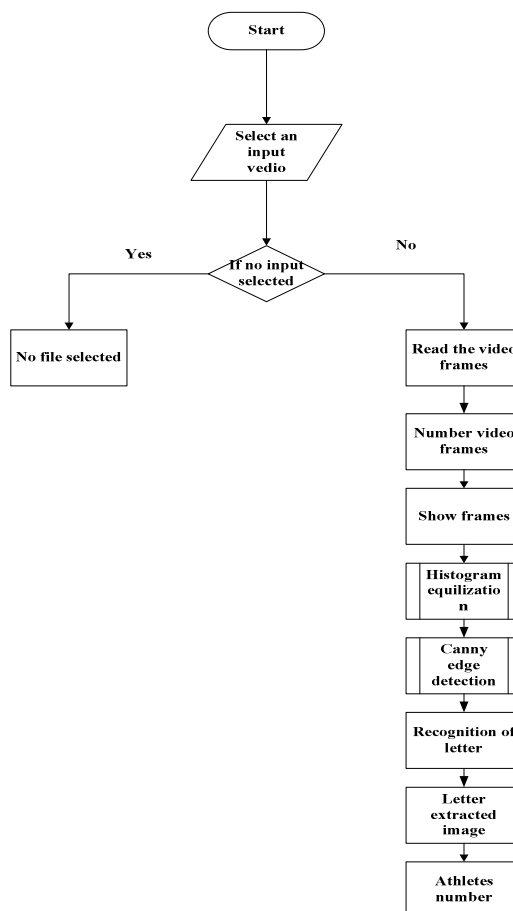 Start
Select an
input
vedio
Yes
No
If no input
selected
No file selected
Read the video
frames
Number video
frames
Show frames
Histogram
equilizatio
n
Canny
edge
detection
Recognition of
letter
Letter
extracted
image
Athletes
number